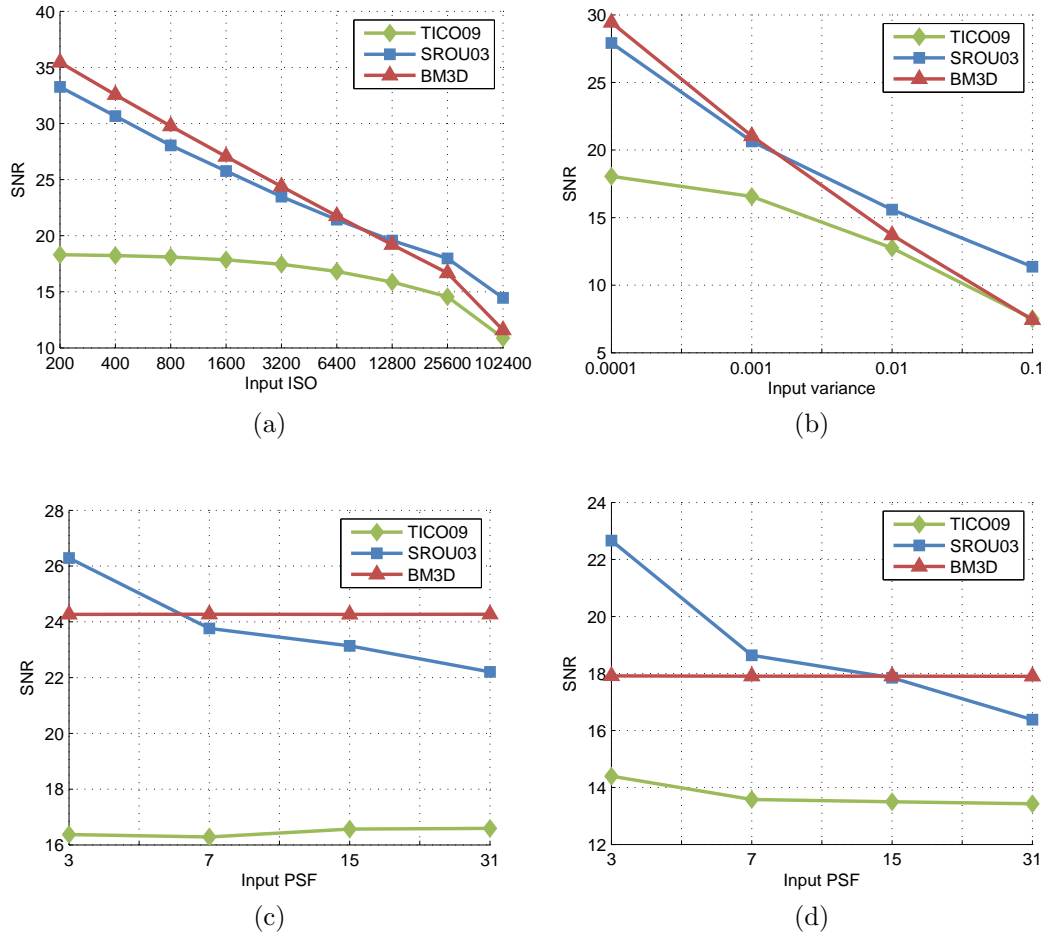 40
35
30
25
20
15
10
SNR
200 400 800 1600 3200 6400 12800 25600 102400
Input ISO
TICO09
SROU03
BM3D
(a)
30
25
20
15
10
5
SNR
0.0001 0.001 0.01 0.1
Input variance
TICO09
SROU03
BM3D
(b)
28
26
24
22
20
18
16
SNR
3 7 15 31
Input PSF
TICO09
SROU03
BM3D
(c)
24
22
20
18
16
14
12
SNR
3 7 15 31
Input PSF
TICO09
SROU03
BM3D
(d)